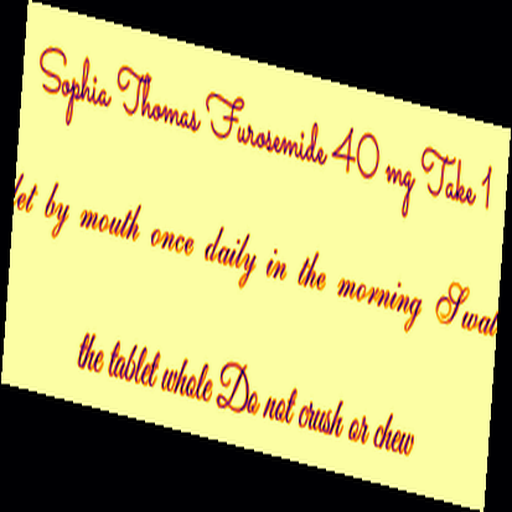 Sophia Thomas Furosemide 40 mg Take 1
by mouth once daily in the morning
the tablet whole Do not crush or chew